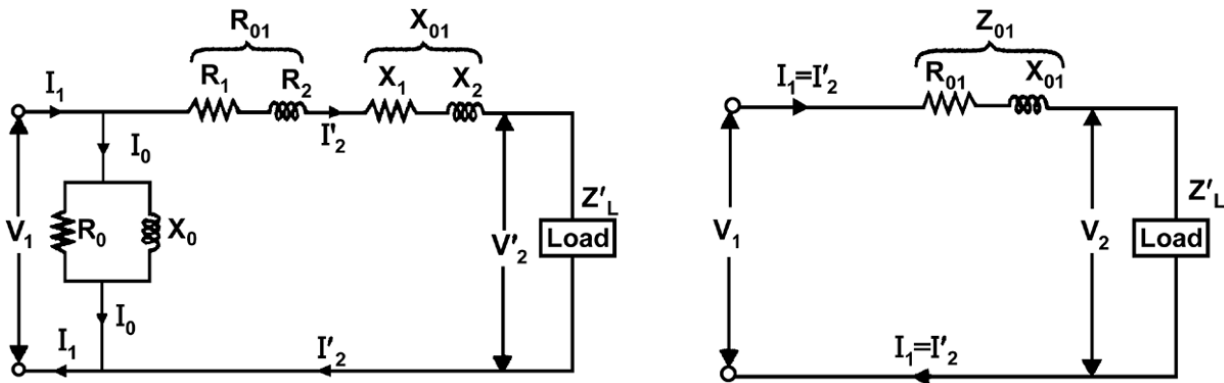 R₀₁ X₀₁
I₁ R₁ R₂ X₁ X₂
I'₂
I₀
V₁ R₀ X₀ V'₂ Z'L
Load
I₀
I₁ I'₂
Z₀₁
I₁=I'₂ R₀₁ X₀₁
V₁ V₂ Z'L
Load
I₁=I'₂